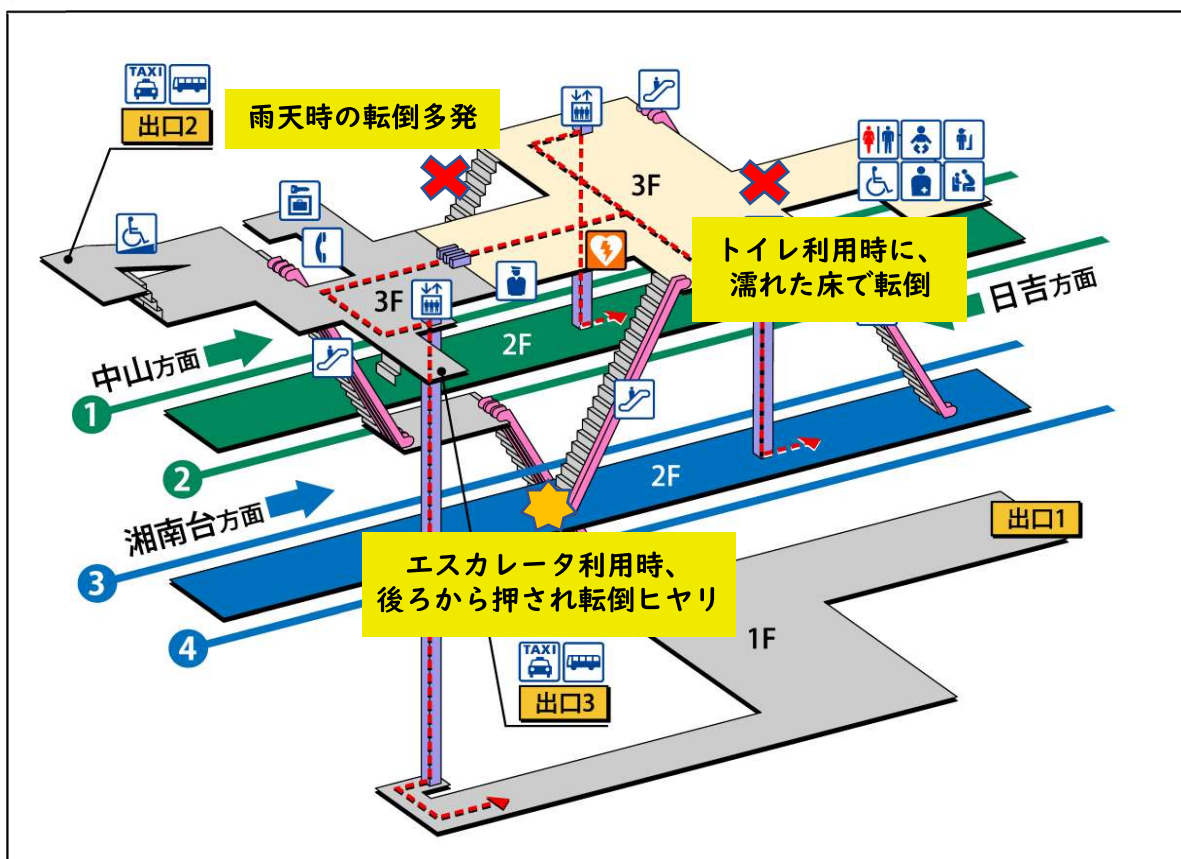 TAXI
出口2
雨天時の転倒多発
3F
トイレ利用時に、
濡れた床で転倒
日吉方面
3F
2F
中山方面
1
2
2F
湘南台方面
出口1
エスカレータ利用時、
後ろから押され転倒ヒヤリ
3
4
1F
TAXI
出口3